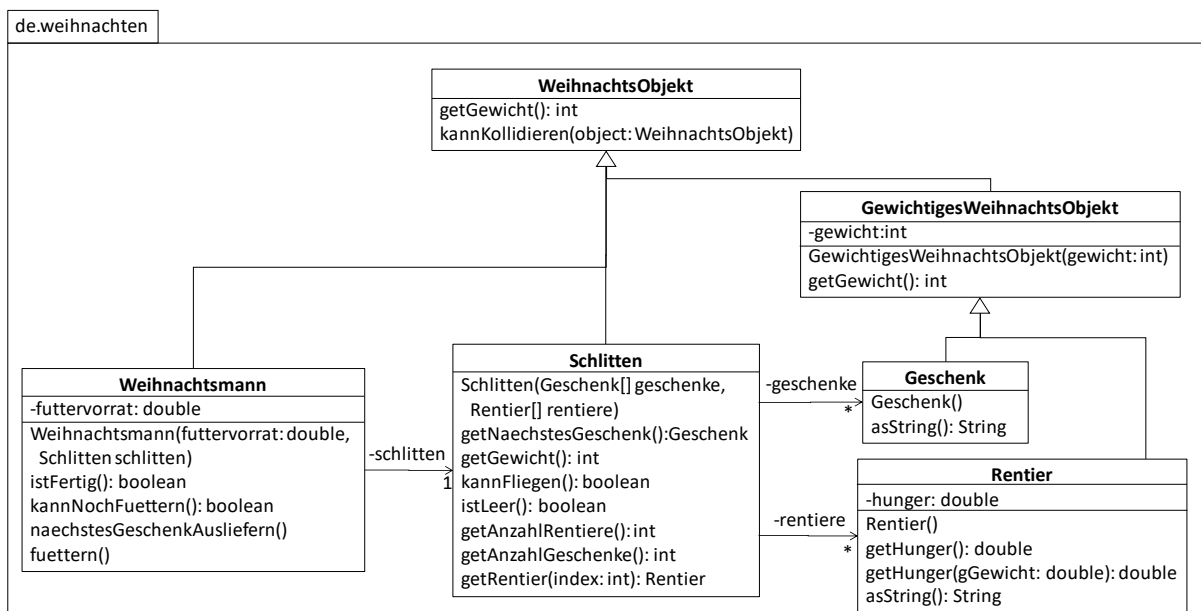 de.weihnachten
WeihnachtsObjekt
getGewicht(): int
kannKollidieren(object: WeihnachtsObjekt)
GewichtigesWeihnachtsObjekt
-gewicht:int
GewichtigesWeihnachtsObjekt(gewicht: int)
getGewicht(): int
Weihnachtsmann
-futtervorrat: double
Weihnachtsmann(futtervorrat: double,
Schlitten schlitten)
istFertig(): boolean
kannNochFuettern(): boolean
naechstesGeschenkAusliefern()
fuettern()
-schlitten
1
Schlitten
Schlitten(Geschenk[] geschenke,
Rentier[] rentiere)
getNaechstesGeschenk():Geschenk
getGewicht(): int
kannFliegen(): boolean
istLeer(): boolean
getAnzahlRentiere(): int
getAnzahlGeschenke(): int
getRentier(index: int): Rentier
-geschenke
*
Geschenk
Geschenk()
asString(): String
-rentiere
*
Rentier
-hunger: double
Rentier()
getHunger(): double
getHunger(gGewicht: double): double
asString(): String